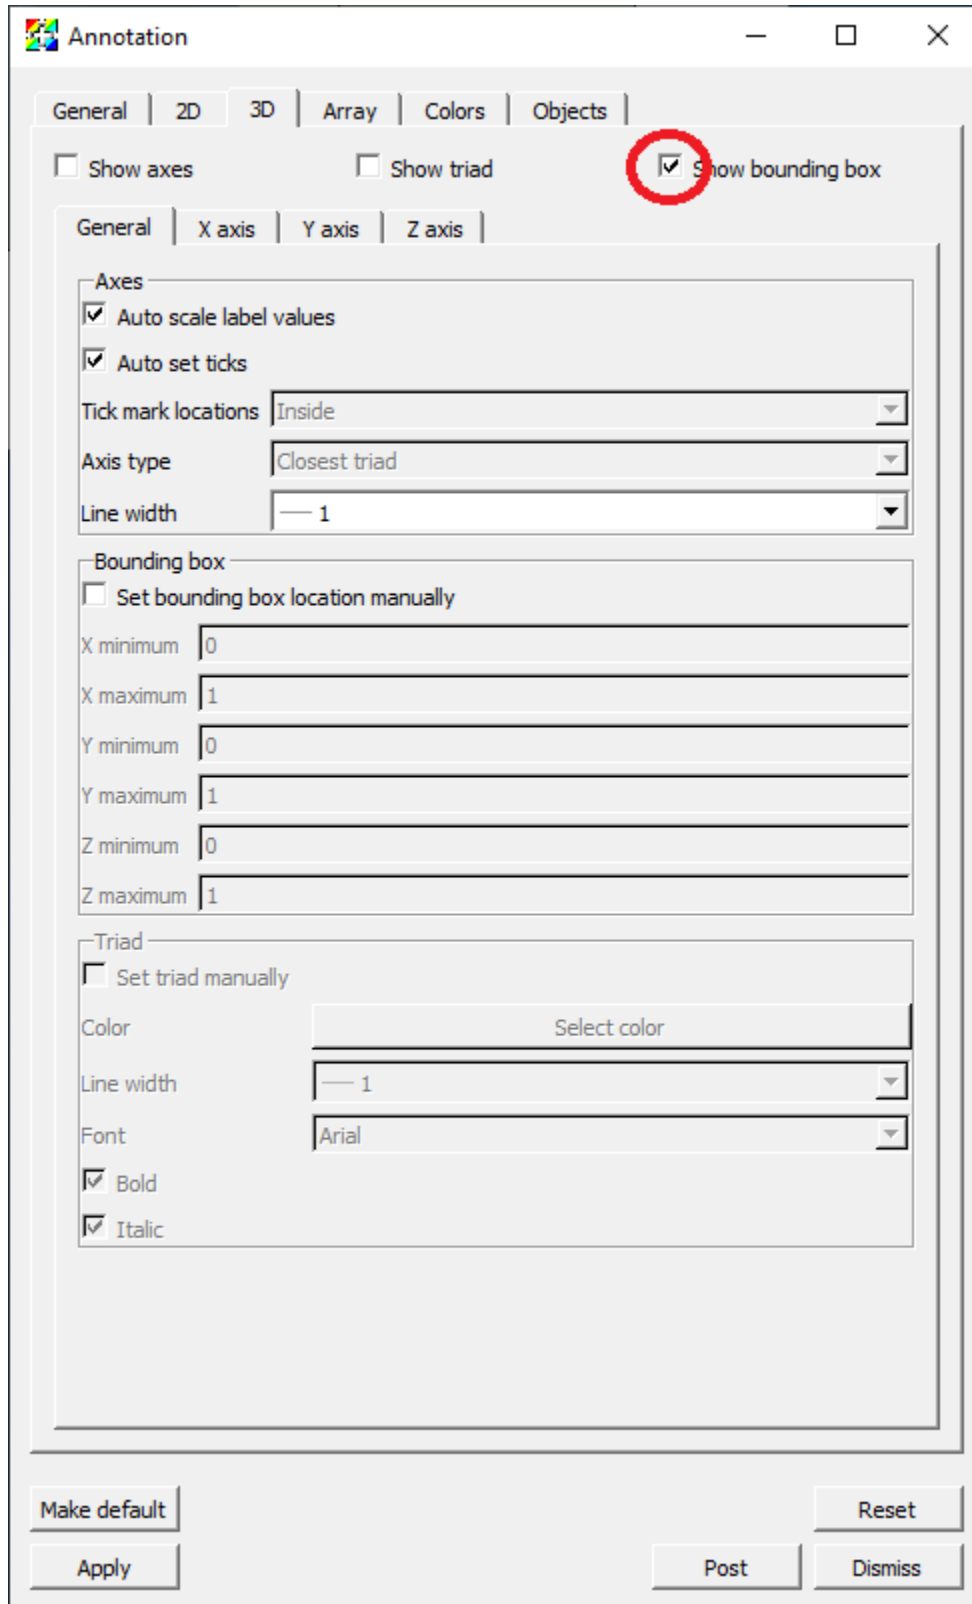 Annotation
General 2D 3D Array Colors Objects
Show axes Show triad Show bounding box
General X axis Y axis Z axis
Axes
Auto scale label values
Auto set ticks
Tick mark locations Inside
Axis type Closest triad
Line width 1
Bounding box
Set bounding box location manually
X minimum 0
X maximum 1
Y minimum 0
Y maximum 1
Z minimum 0
Z maximum 1
Triad
Set triad manually
Color Select color
Line width 1
Font Arial
Bold
Italic
Make default Reset
Apply Post Dismiss